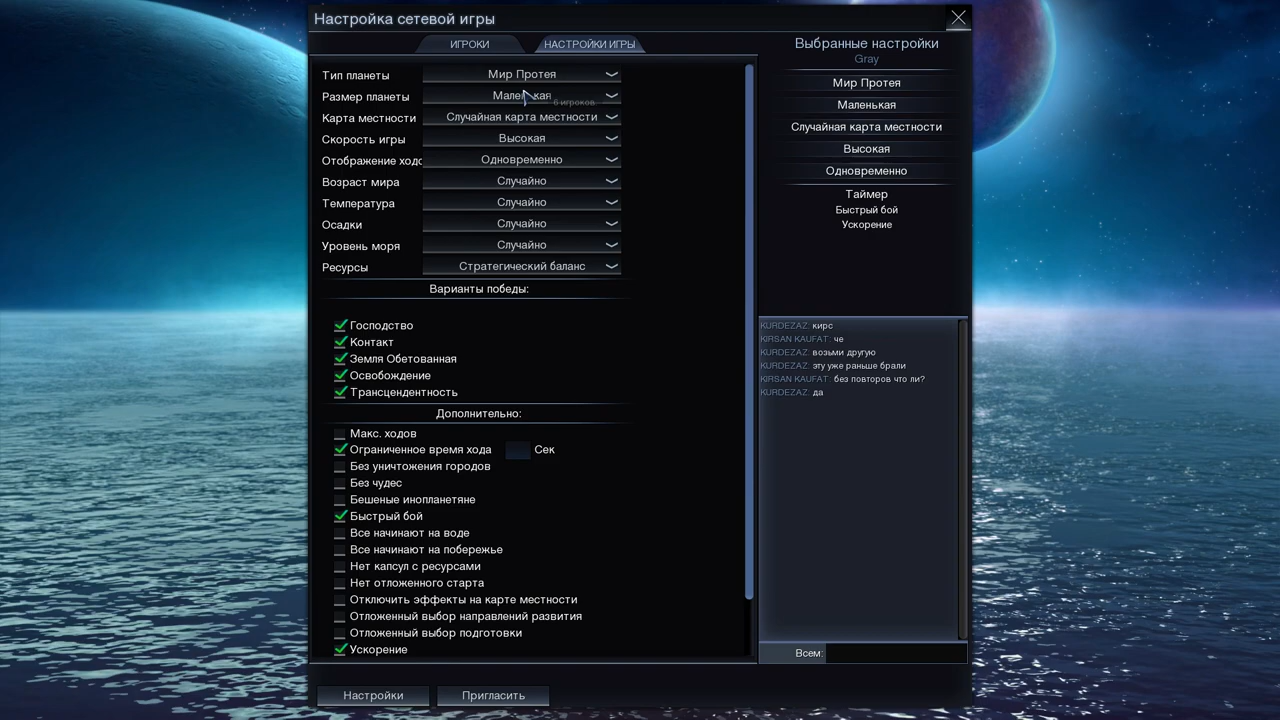 Настройка сетевой игры
ИГРОКИ
НАСТРОЙКИ ИГРЫ
Тип планеты
Мир Протея
Размер планеты
Маленькая
6 игроков
Карта местности
Случайная карта местности
Скорость игры
Высокая
Отображение ходо
Одновременно
Возраст мира
Случайно
Температура
Случайно
Осадки
Случайно
Уровень моря
Случайно
Ресурсы
Стратегический баланс
Варианты победы:
Господство
Контакт
Земля Обетованная
Освобождение
Трансцендентность
Дополнительно:
Макс. ходов
Ограниченное время хода
Сек
Без уничтожения городов
Без чудес
Бешеные инопланетяне
Быстрый бой
Все начинают на воде
Все начинают на побережье
Нет капсул с ресурсами
Нет отложенного старта
Отключить эффекты на карте местности
Отложенный выбор направлений развития
Отложенный выбор подготовки
Ускорение
Настройки
Пригласить
Выбранные настройки
Gray
Мир Протея
Маленькая
Случайная карта местности
Высокая
Одновременно
Таймер
Быстрый бой
Ускорение
KURDEZAZ: кирс
KIRSAN KAUFAT: че
KURDEZAZ: возьми другую
KURDEZAZ: эту уже раньше брали
KIRSAN KAUFAT: без повторов что ли?
KURDEZAZ: да
Всем: